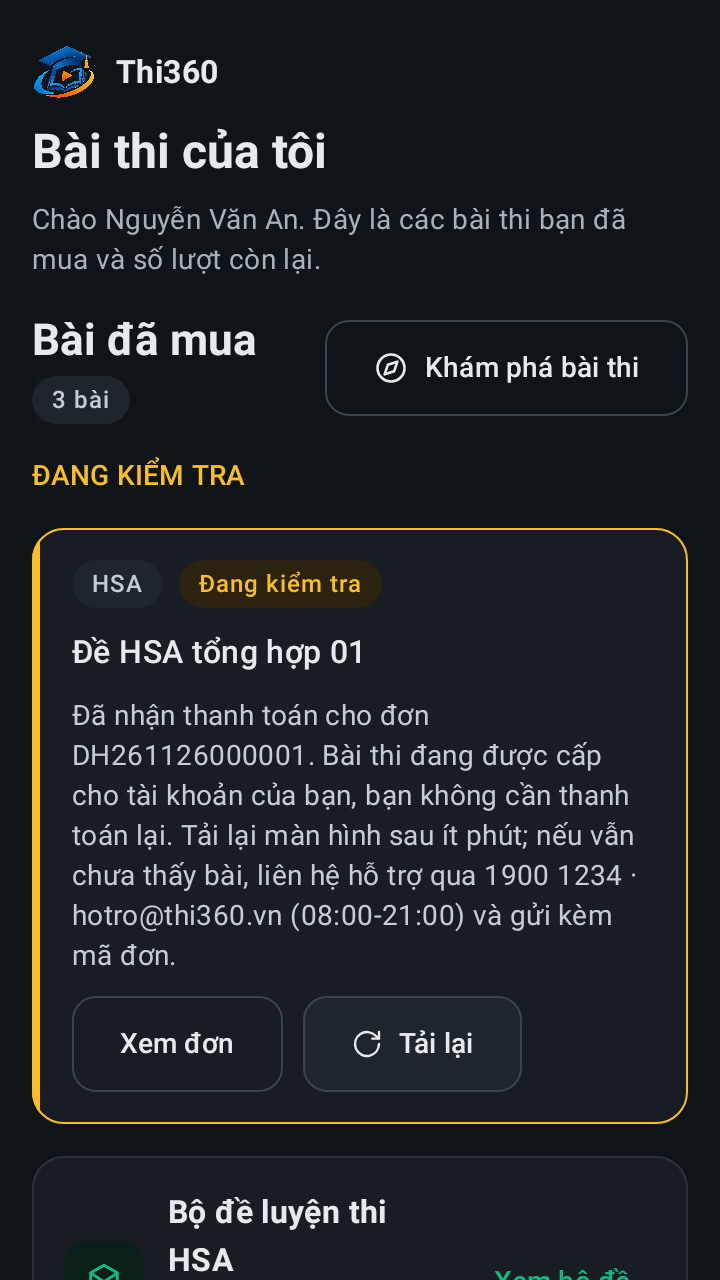 Thi360
Bài thi của tôi
Chào Nguyễn Văn An. Đây là các bài thi bạn đã
mua và số lượt còn lại.
Bài đã mua
3 bài
Khám phá bài thi
ĐANG KIỂM TRA
HSA
Đang kiểm tra
Đề HSA tổng hợp 01
Đã nhận thanh toán cho đơn
DH261126000001. Bài thi đang được cấp
cho tài khoản của bạn, bạn không cần thanh
toán lại. Tải lại màn hình sau ít phút; nếu vẫn
chưa thấy bài, liên hệ hỗ trợ qua 1900 1234 ·
hotro@thi360.vn (08:00-21:00) và gửi kèm
mã đơn.
Xem đơn
Tải lại
Bộ đề luyện thi
HSA
Xem bộ đề